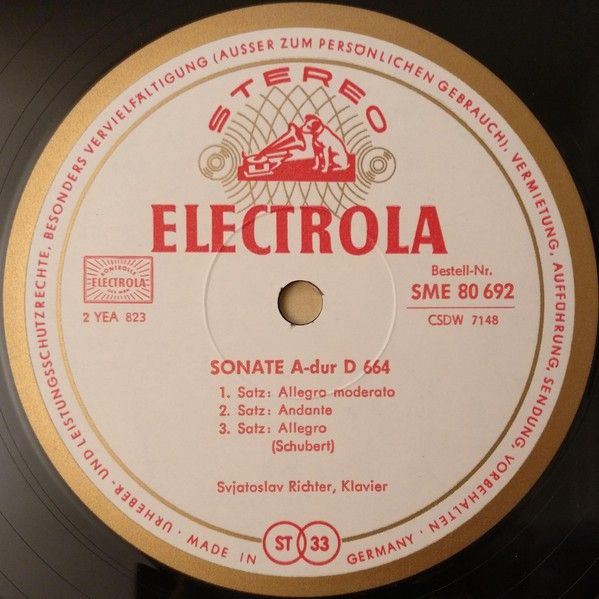 URHEBER- UND LEISTUNGSSCHUTZRECHTE, BESONDERS VERVIELFÄLTIGUNG (AUSSER ZUM PERSÖNLICHEN GEBRAUCH), VERMIETUNG, AUFFÜHRUNG, SENDUNG, VORBEHALTEN ·
STEREO
ELECTROLA
ELECTROLA
2 YEA 823
Bestell-Nr.
SME 80 692
CSDW 7148
SONATE A-dur D 664
1. Satz: Allegro moderato
2. Satz: Andante
3. Satz: Allegro
(Schubert)
Svjatoslav Richter, Klavier
MADE IN GERMANY ·
ST 33